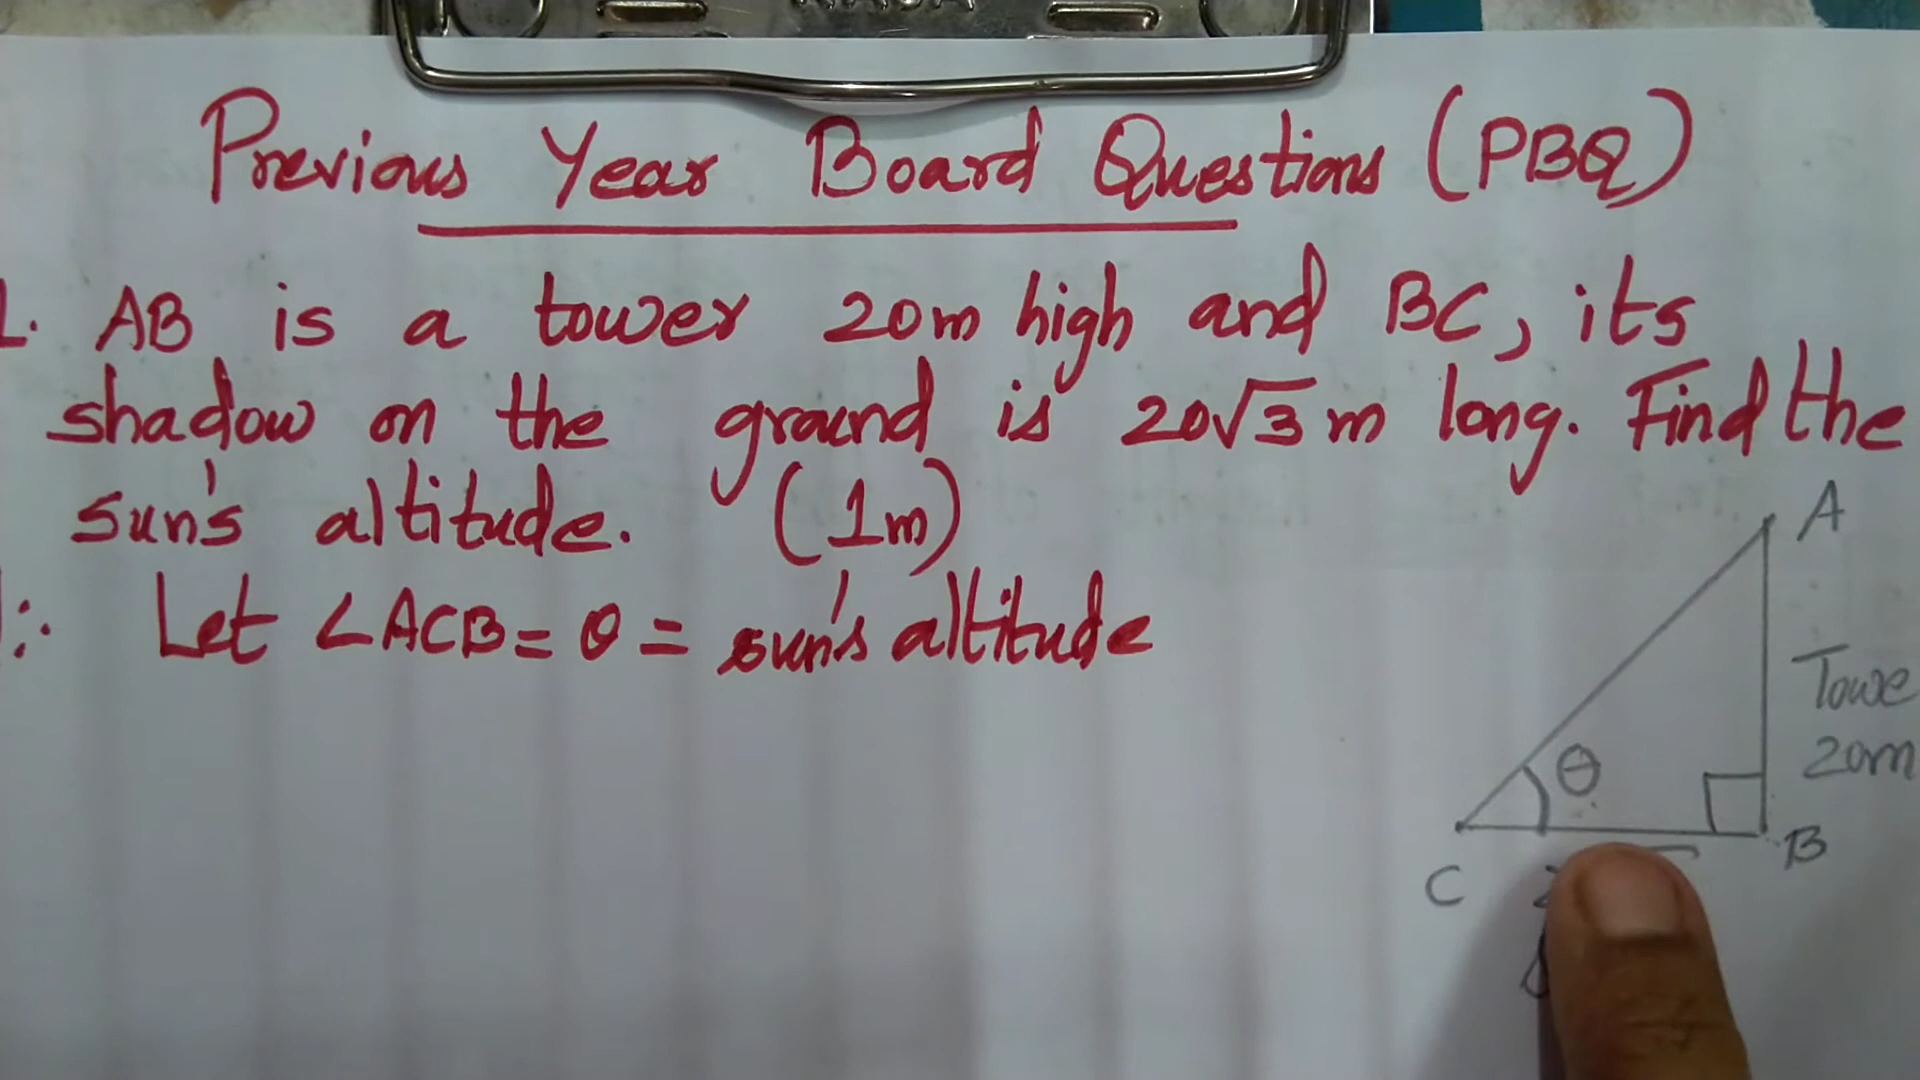 Previous Year Board Questions (PBQ)
1. AB is a tower 20m high and BC, its
shadow on the ground is 20√3 m long. Find the
sun's altitude. (1m)
Let ∠ACB = θ = sun's altitude
A
Towe
20m
θ
B
C